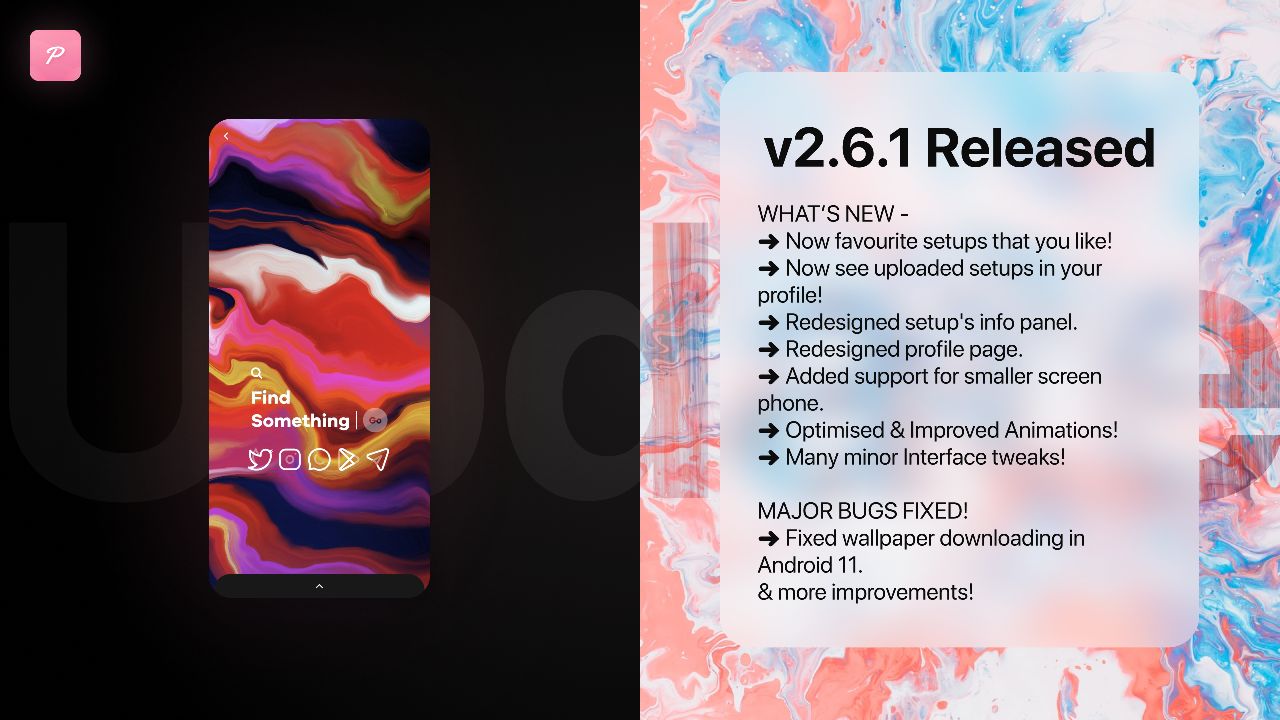 P
Find
Something
Go
v2.6.1 Released
WHAT’S NEW -
➜ Now favourite setups that you like!
➜ Now see uploaded setups in your
profile!
➜ Redesigned setup's info panel.
➜ Redesigned profile page.
➜ Added support for smaller screen
phone.
➜ Optimised & Improved Animations!
➜ Many minor Interface tweaks!
MAJOR BUGS FIXED!
➜ Fixed wallpaper downloading in
Android 11.
& more improvements!